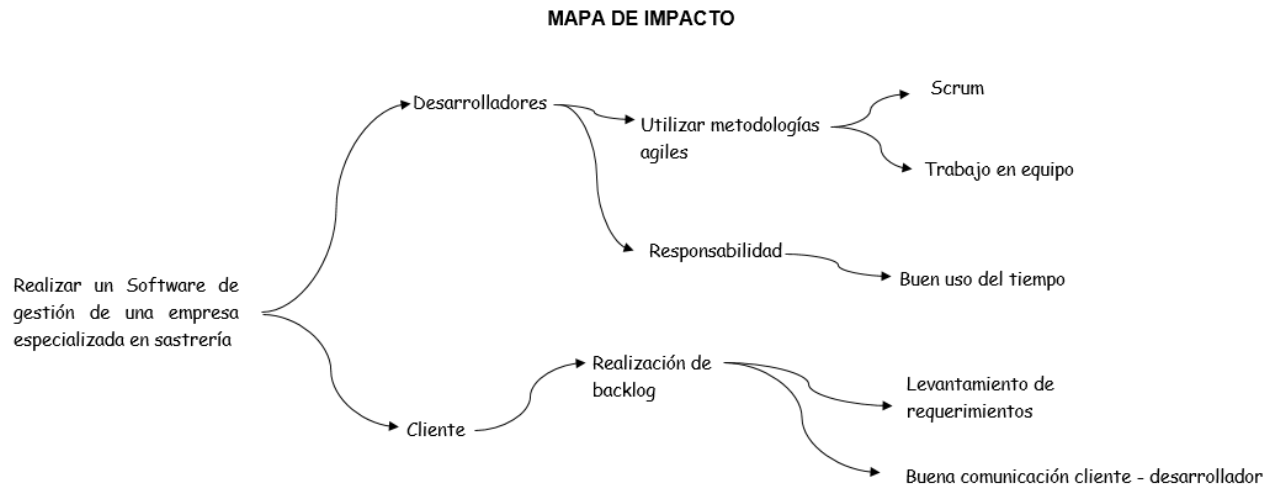 MAPA DE IMPACTO
Desarrolladores
Utilizar metodologías
agiles
Scrum
Trabajo en equipo
Responsabilidad
Buen uso del tiempo
Realizar un Software de
gestión de una empresa
especializada en sastrería
Cliente
Realización de
backlog
Levantamiento de
requerimientos
Buena comunicación cliente - desarrollador